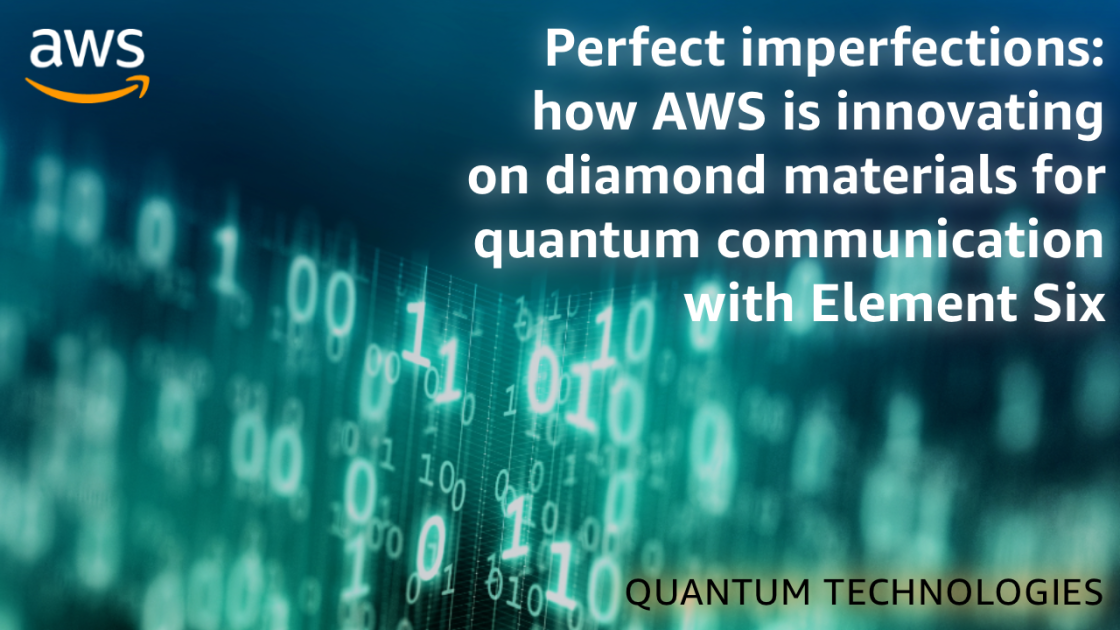 aws
Perfect imperfections:
how AWS is innovating
on diamond materials for
quantum communication
with Element Six
QUANTUM TECHNOLOGIES